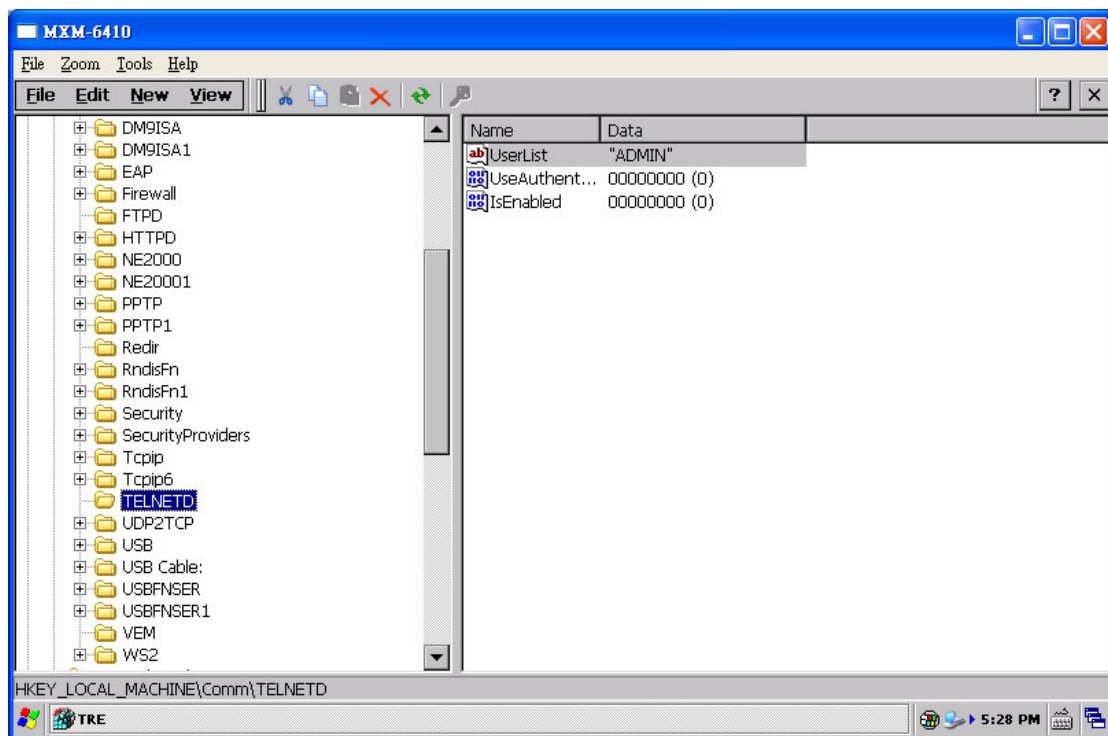 MXM-6410
File Zoom Tools Help
File Edit New View
? ×
DM9ISA
DM9ISA1
EAP
Firewall
FTPD
HTTPD
NE2000
NE20001
PPTP
PPTP1
Redir
RndisFn
RndisFn1
Security
SecurityProviders
Tcpip
Tcpip6
TELNETD
UDP2TCP
USB
USB Cable:
USBFNSER
USBFNSER1
VEM
WS2
Name Data
UserList "ADMIN"
UseAuthent... 00000000 (0)
IsEnabled 00000000 (0)
HKEY_LOCAL_MACHINE\Comm\TELNETD
TRE 5:28 PM